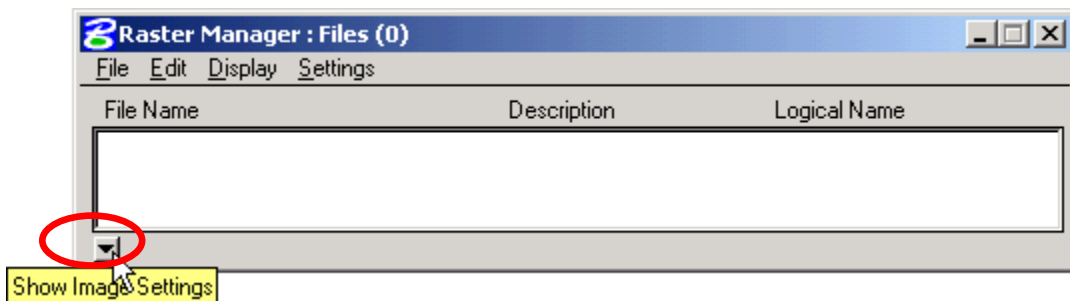 Raster Manager : Files (0)
File Edit Display Settings
File Name Description Logical Name
Show Image Settings